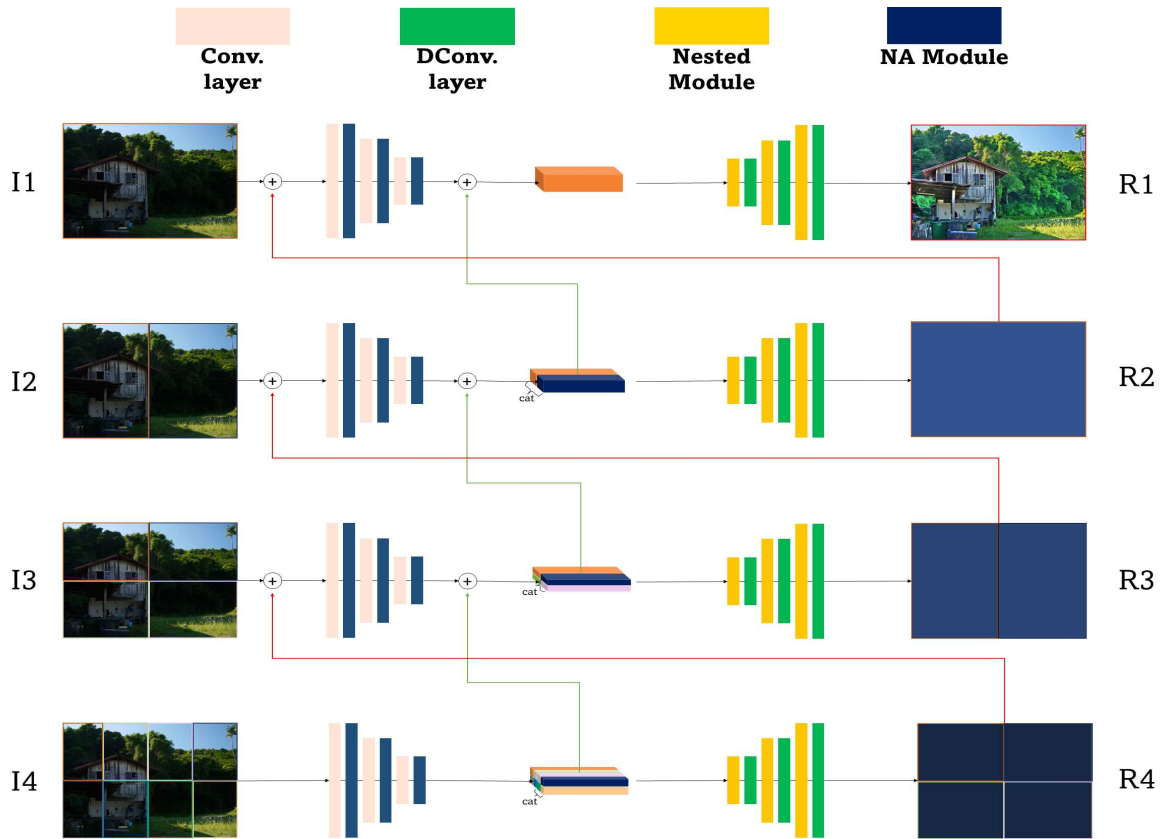 Conv.
layer
DConv.
layer
Nested
Module
NA Module
I1
R1
I2
cat
R2
I3
cat
R3
I4
cat
R4